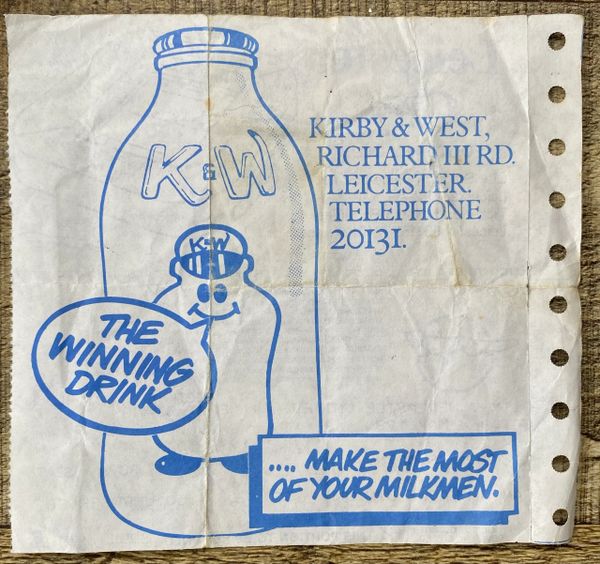 K & W
KIRBY & WEST,
RICHARD III RD.
LEICESTER.
TELEPHONE
20131.
K&W
THE
WINNING
DRINK
.... MAKE THE MOST
OF YOUR MILKMEN.